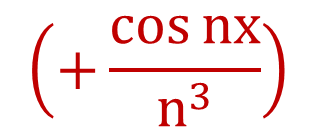 (+ cos nx / n³)